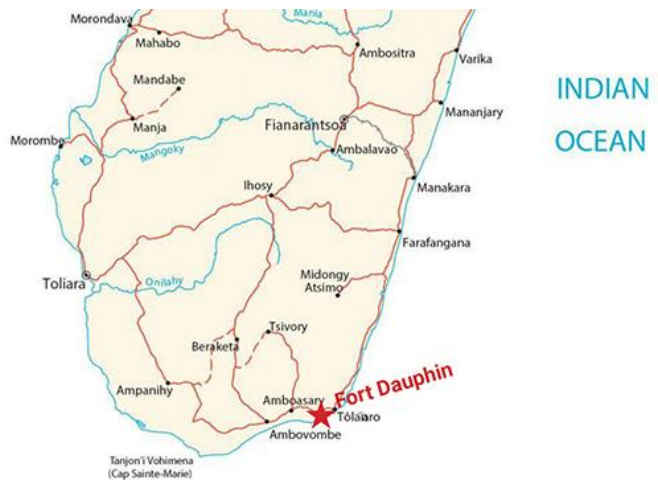 Morondava
Mania
Mahabo
Ambositra
Varika
Mandabe
INDIAN
OCEAN
Mananjary
Manja
Fianarantsoa
Morombe
Mangoky
Ambalavao
Manakara
Ihosy
Farafangana
Toliara
Onilahy
Midongy
Atsimo
Tsivory
Beraketa
Ampanihy
Amboasary
Fort Dauphin
Tôlañaro
Ambovombe
Tanjon'i Vohimena
(Cap Sainte-Marie)